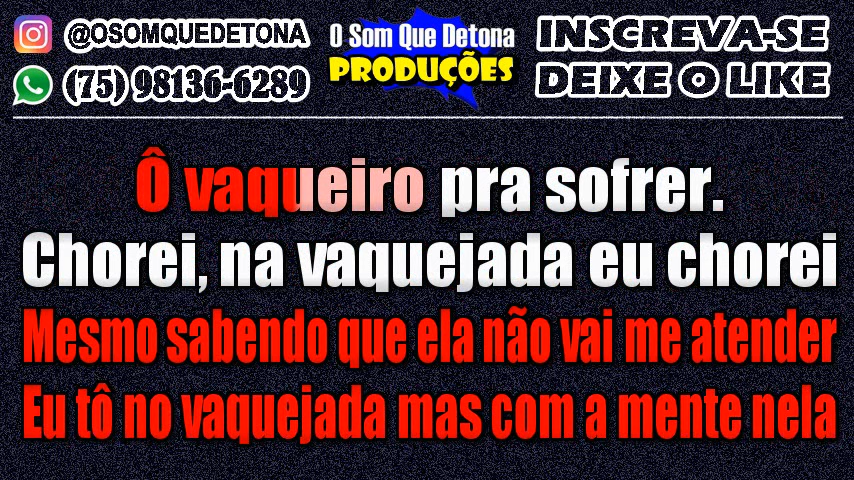 @OSOMQUEDETONA
(75) 98136-6289
O Som Que Detona
PRODUÇÕES
INSCREVA-SE
DEIXE O LIKE
Ô vaqueiro pra sofrer.
Chorei, na vaquejada eu chorei
Mesmo sabendo que ela não vai me atender
Eu tô no vaquejada mas com a mente nela